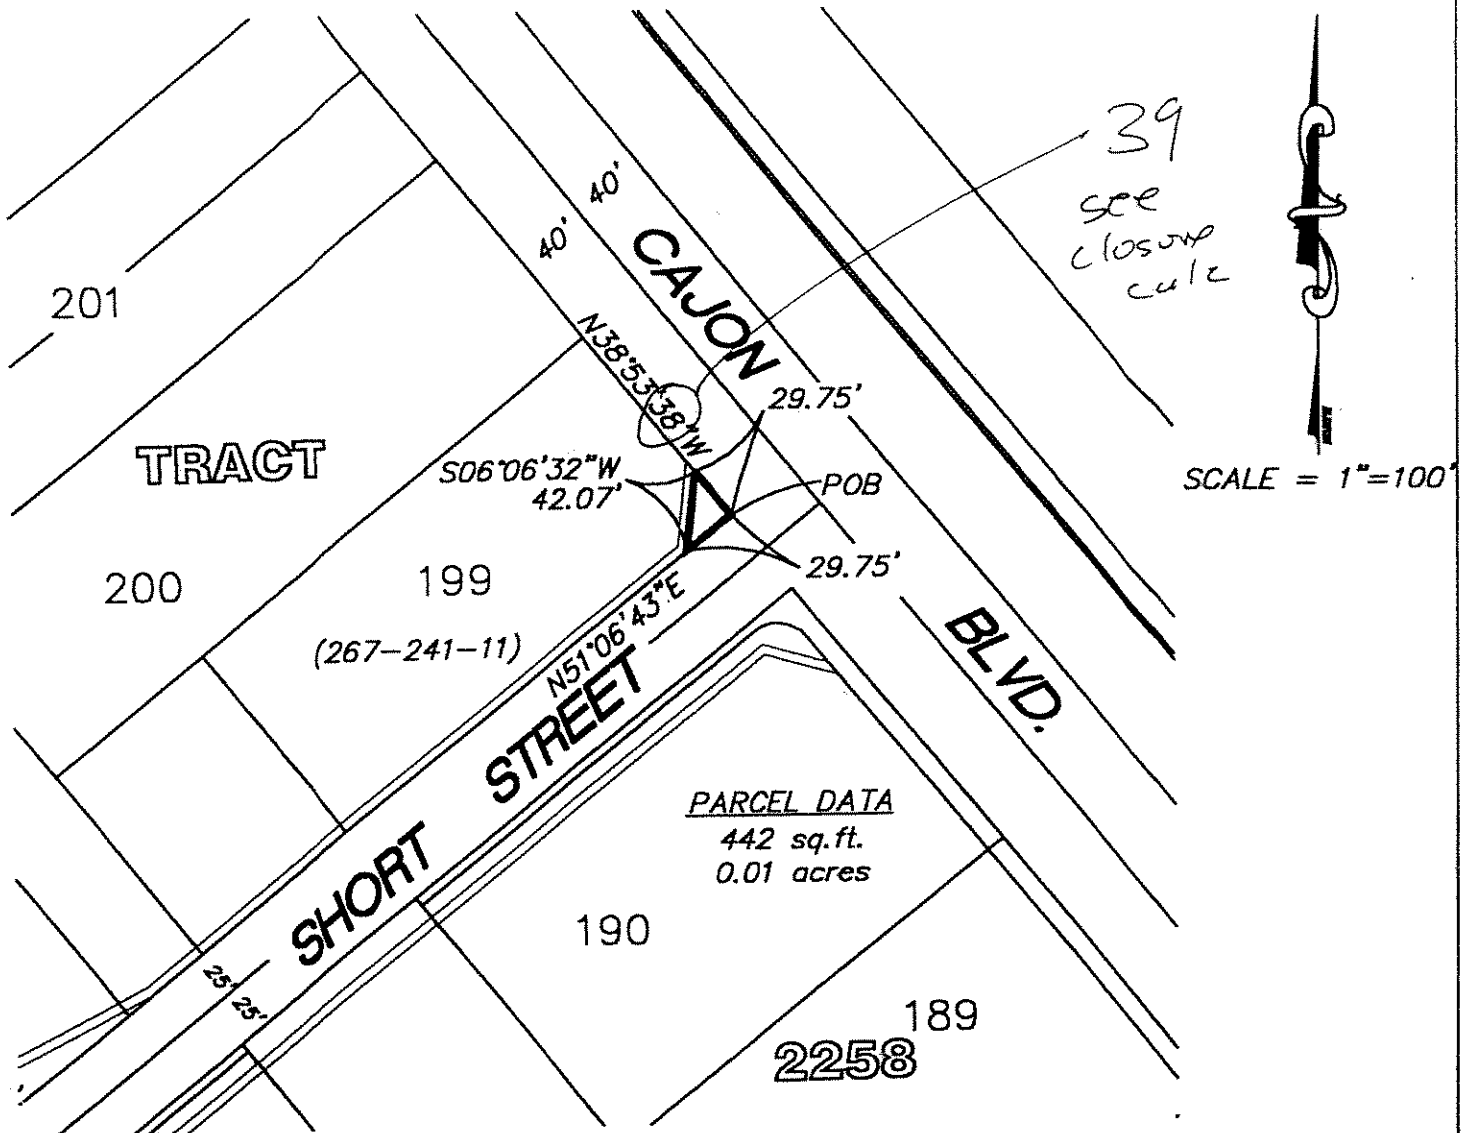 39
see
closure
calc
40'
40'
CAJON
201
N38°53'38"W
29.75'
TRACT
S06°06'32"W
42.07'
POB
SCALE = 1"=100'
29.75'
200
199
(267-241-11)
N51°06'43"E
BLVD.
STREET
PARCEL DATA
442 sq.ft.
0.01 acres
SHORT
190
25'
25'
189
2258